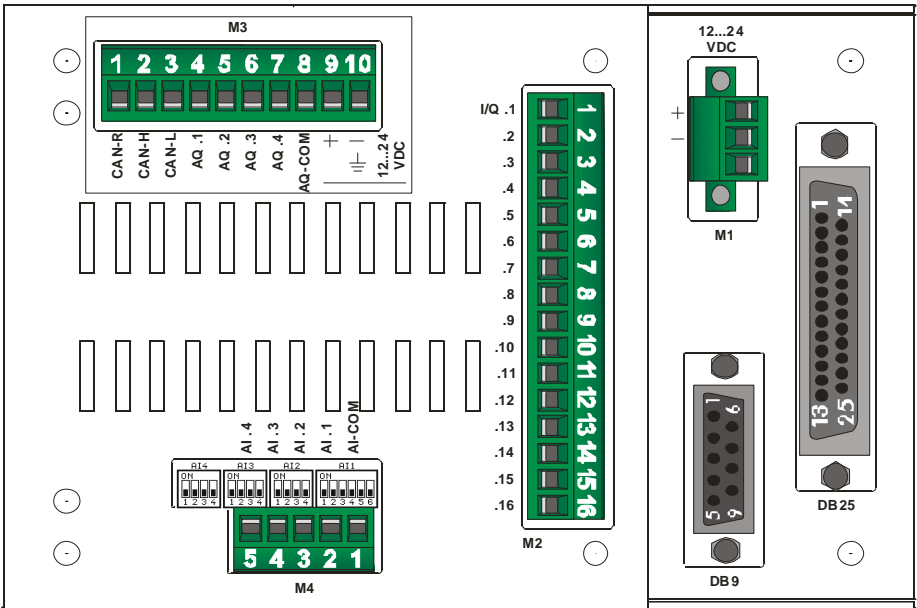 M3
1 2 3 4 5 6 7 8 9 10
CAN-R
CAN-H
CAN-L
AQ .1
AQ .2
AQ .3
AQ .4
AQ-COM
+
−
12...24
VDC
I/Q .1 1
.2 2
.3 3
.4 4
.5 5
.6 6
.7 7
.8 8
.9 9
.10 10
.11 11
.12 12
.13 13
.14 14
.15 15
.16 16
M2
12...24
VDC
+
−
M1
1 14
13 25
DB25
1 6
5 9
DB9
AI .4
AI .3
AI .2
AI .1
AI-COM
AI4 AI3 AI2 AI1
ON ON ON ON
1 2 3 4 1 2 3 4 1 2 3 4 1 2 3 4 5 6
5 4 3 2 1
M4